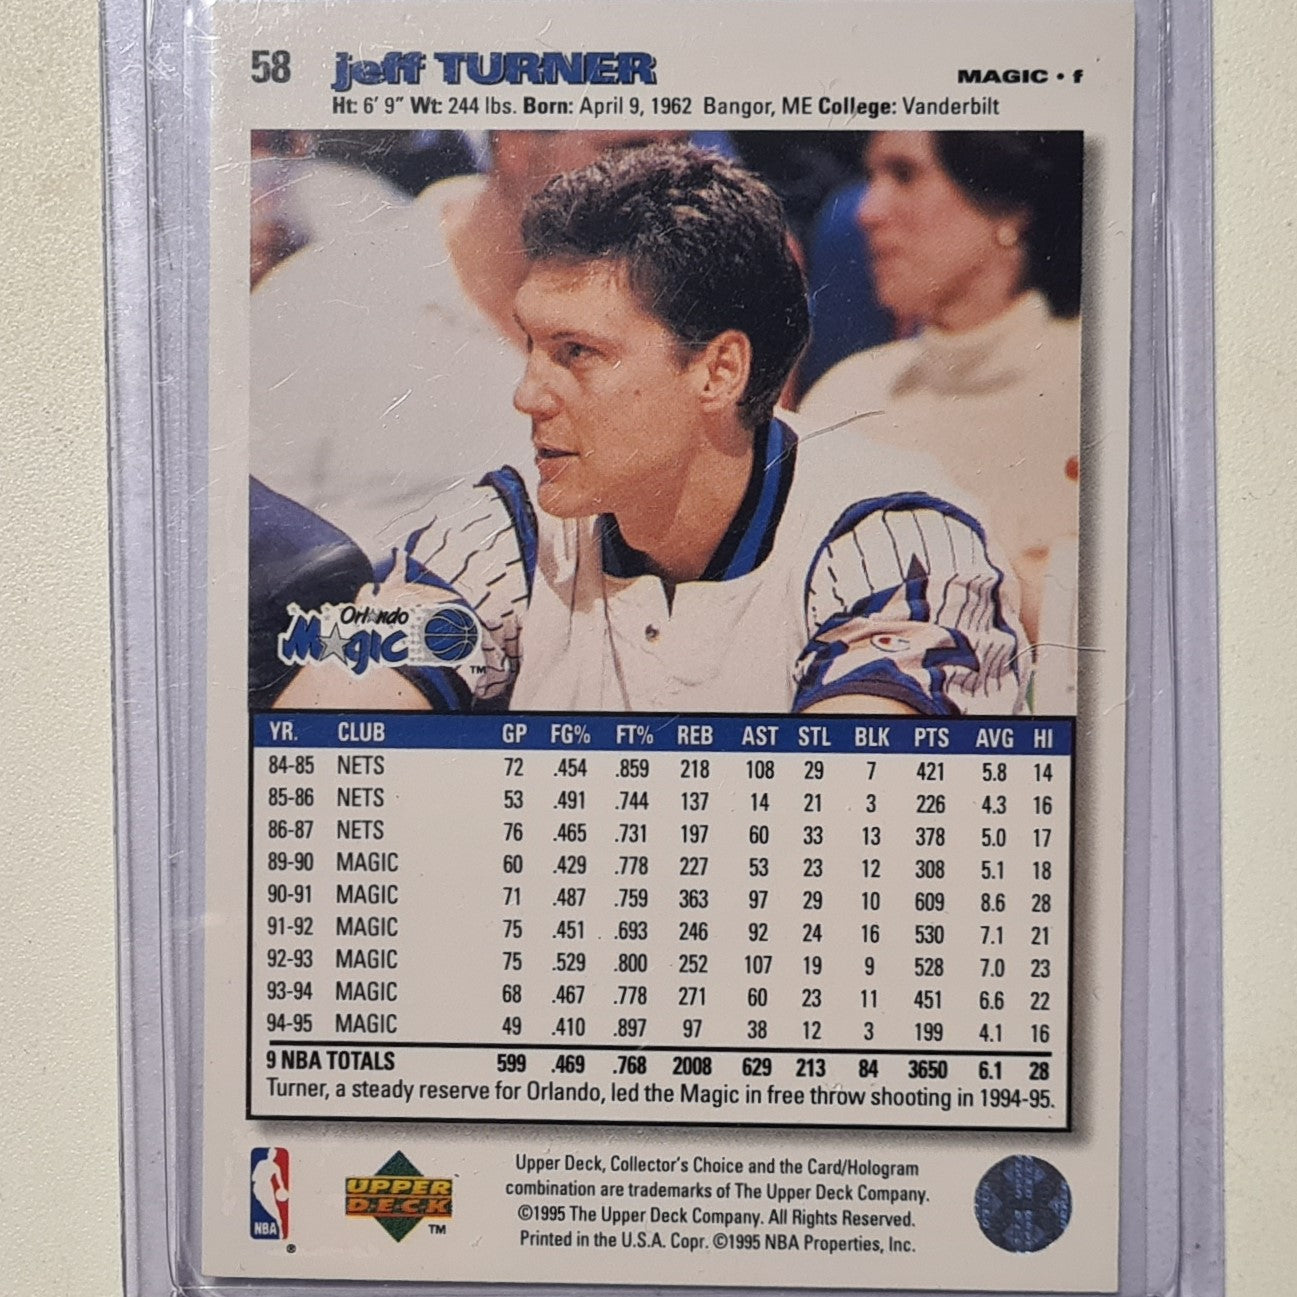 58 jeff TURNER MAGIC • f
Ht: 6' 9" Wt: 244 lbs. Born: April 9, 1962 Bangor, ME College: Vanderbilt
Orlando
Magic
TM
YR. CLUB GP FG% FT% REB AST STL BLK PTS AVG HI
84-85 NETS 72 .454 .859 218 108 29 7 421 5.8 14
85-86 NETS 53 .491 .744 137 14 21 3 226 4.3 16
86-87 NETS 76 .465 .731 197 60 33 13 378 5.0 17
89-90 MAGIC 60 .429 .778 227 53 23 12 308 5.1 18
90-91 MAGIC 71 .487 .759 363 97 29 10 609 8.6 28
91-92 MAGIC 75 .451 .693 246 92 24 16 530 7.1 21
92-93 MAGIC 75 .529 .800 252 107 19 9 528 7.0 23
93-94 MAGIC 68 .467 .778 271 60 23 11 451 6.6 22
94-95 MAGIC 49 .410 .897 97 38 12 3 199 4.1 16
9 NBA TOTALS 599 .469 .768 2008 629 213 84 3650 6.1 28
Turner, a steady reserve for Orlando, led the Magic in free throw shooting in 1994-95.
NBA
®
UPPER
DECK
TM
Upper Deck, Collector's Choice and the Card/Hologram
combination are trademarks of The Upper Deck Company.
©1995 The Upper Deck Company. All Rights Reserved.
Printed in the U.S.A. Copr. ©1995 NBA Properties, Inc.